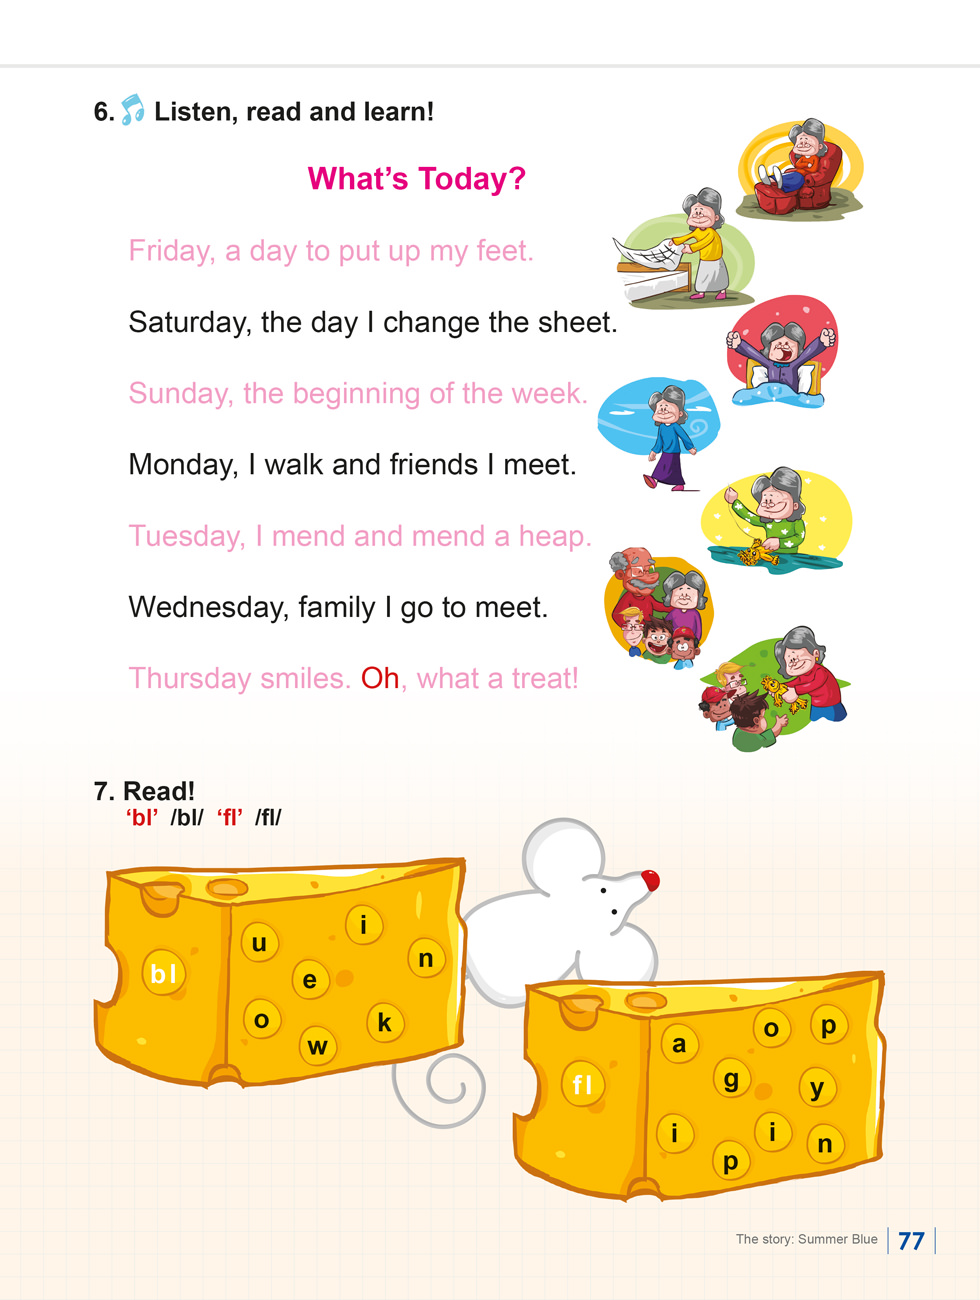 6. Listen, read and learn!
What's Today?
Friday, a day to put up my feet.
Saturday, the day I change the sheet.
Sunday, the beginning of the week.
Monday, I walk and friends I meet.
Tuesday, I mend and mend a heap.
Wednesday, family I go to meet.
Thursday smiles. Oh, what a treat!
7. Read!
‘bl’ /bl/ ‘fl’ /fl/
bl
u
i
e
n
o
w
k
fl
a
o
p
g
y
i
i
p
n
The story: Summer Blue 77